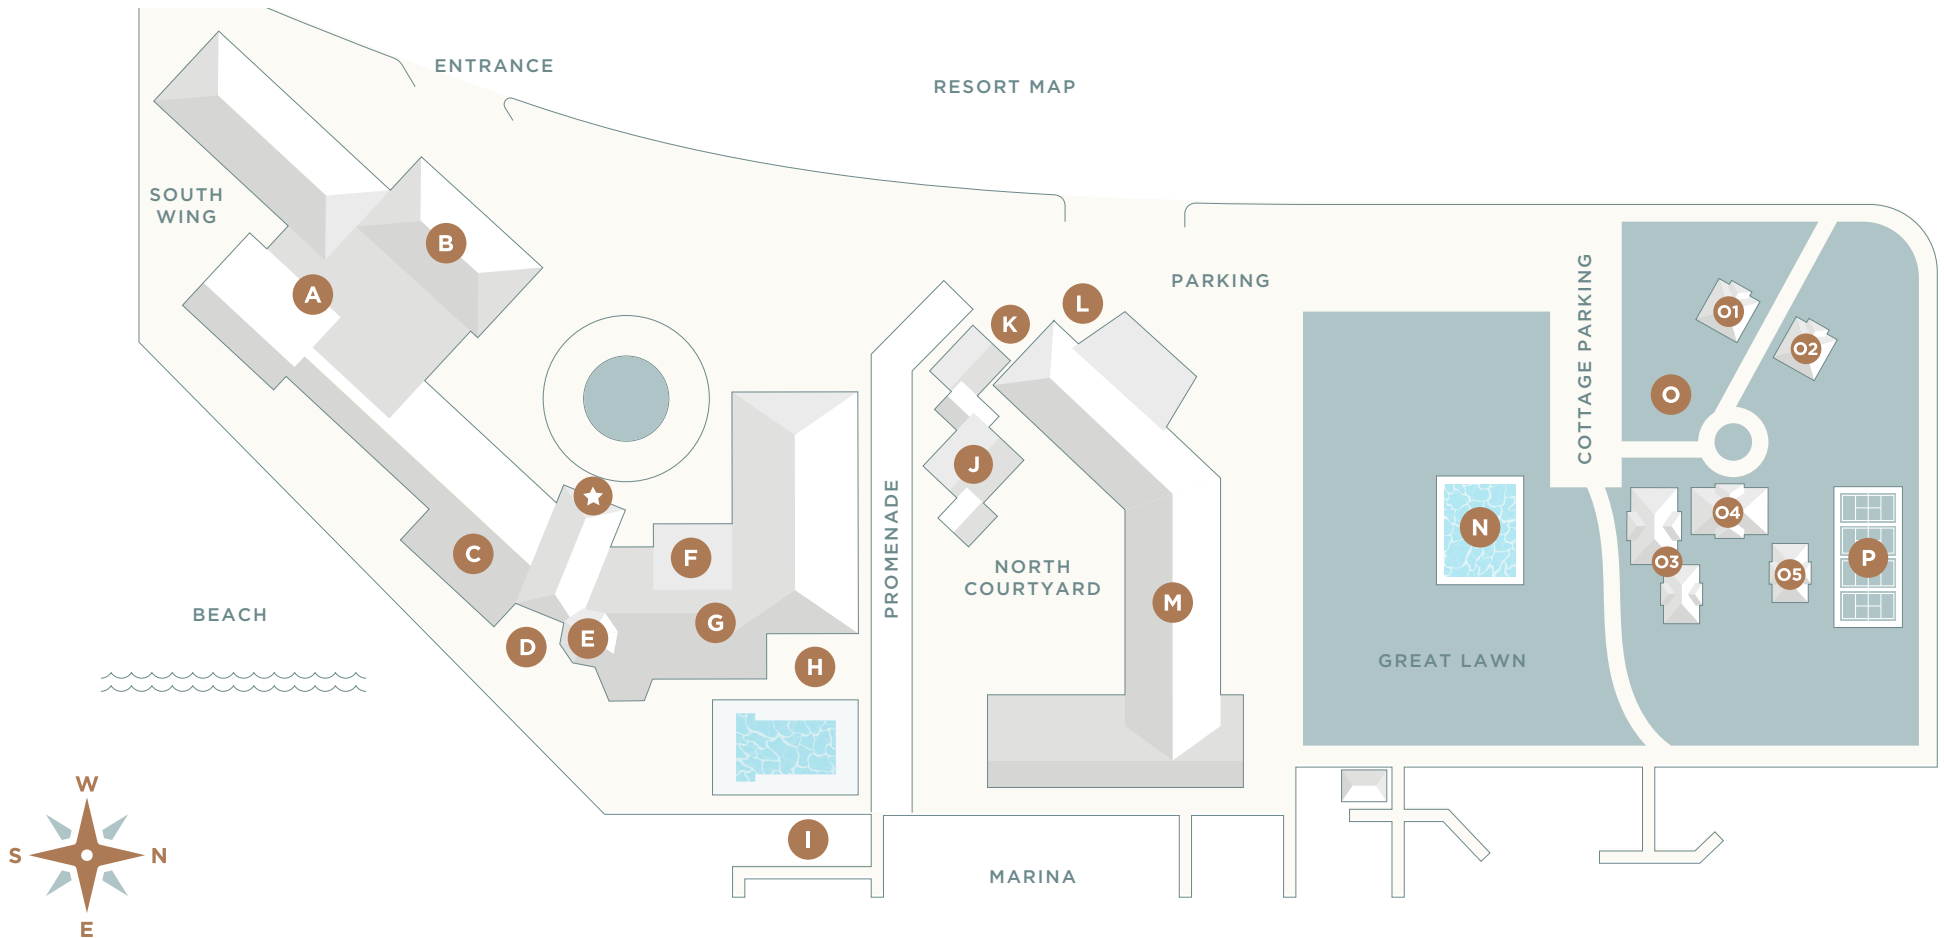 ENTRANCE
RESORT MAP
SOUTH
WING
B
A
PARKING
L
K
COTTAGE PARKING
O1
O2
O
J
PROMENADE
C
F
G
D
E
H
NORTH
COURTYARD
M
N
O3
O4
O5
P
GREAT LAWN
BEACH
I
MARINA
W
S
N
E